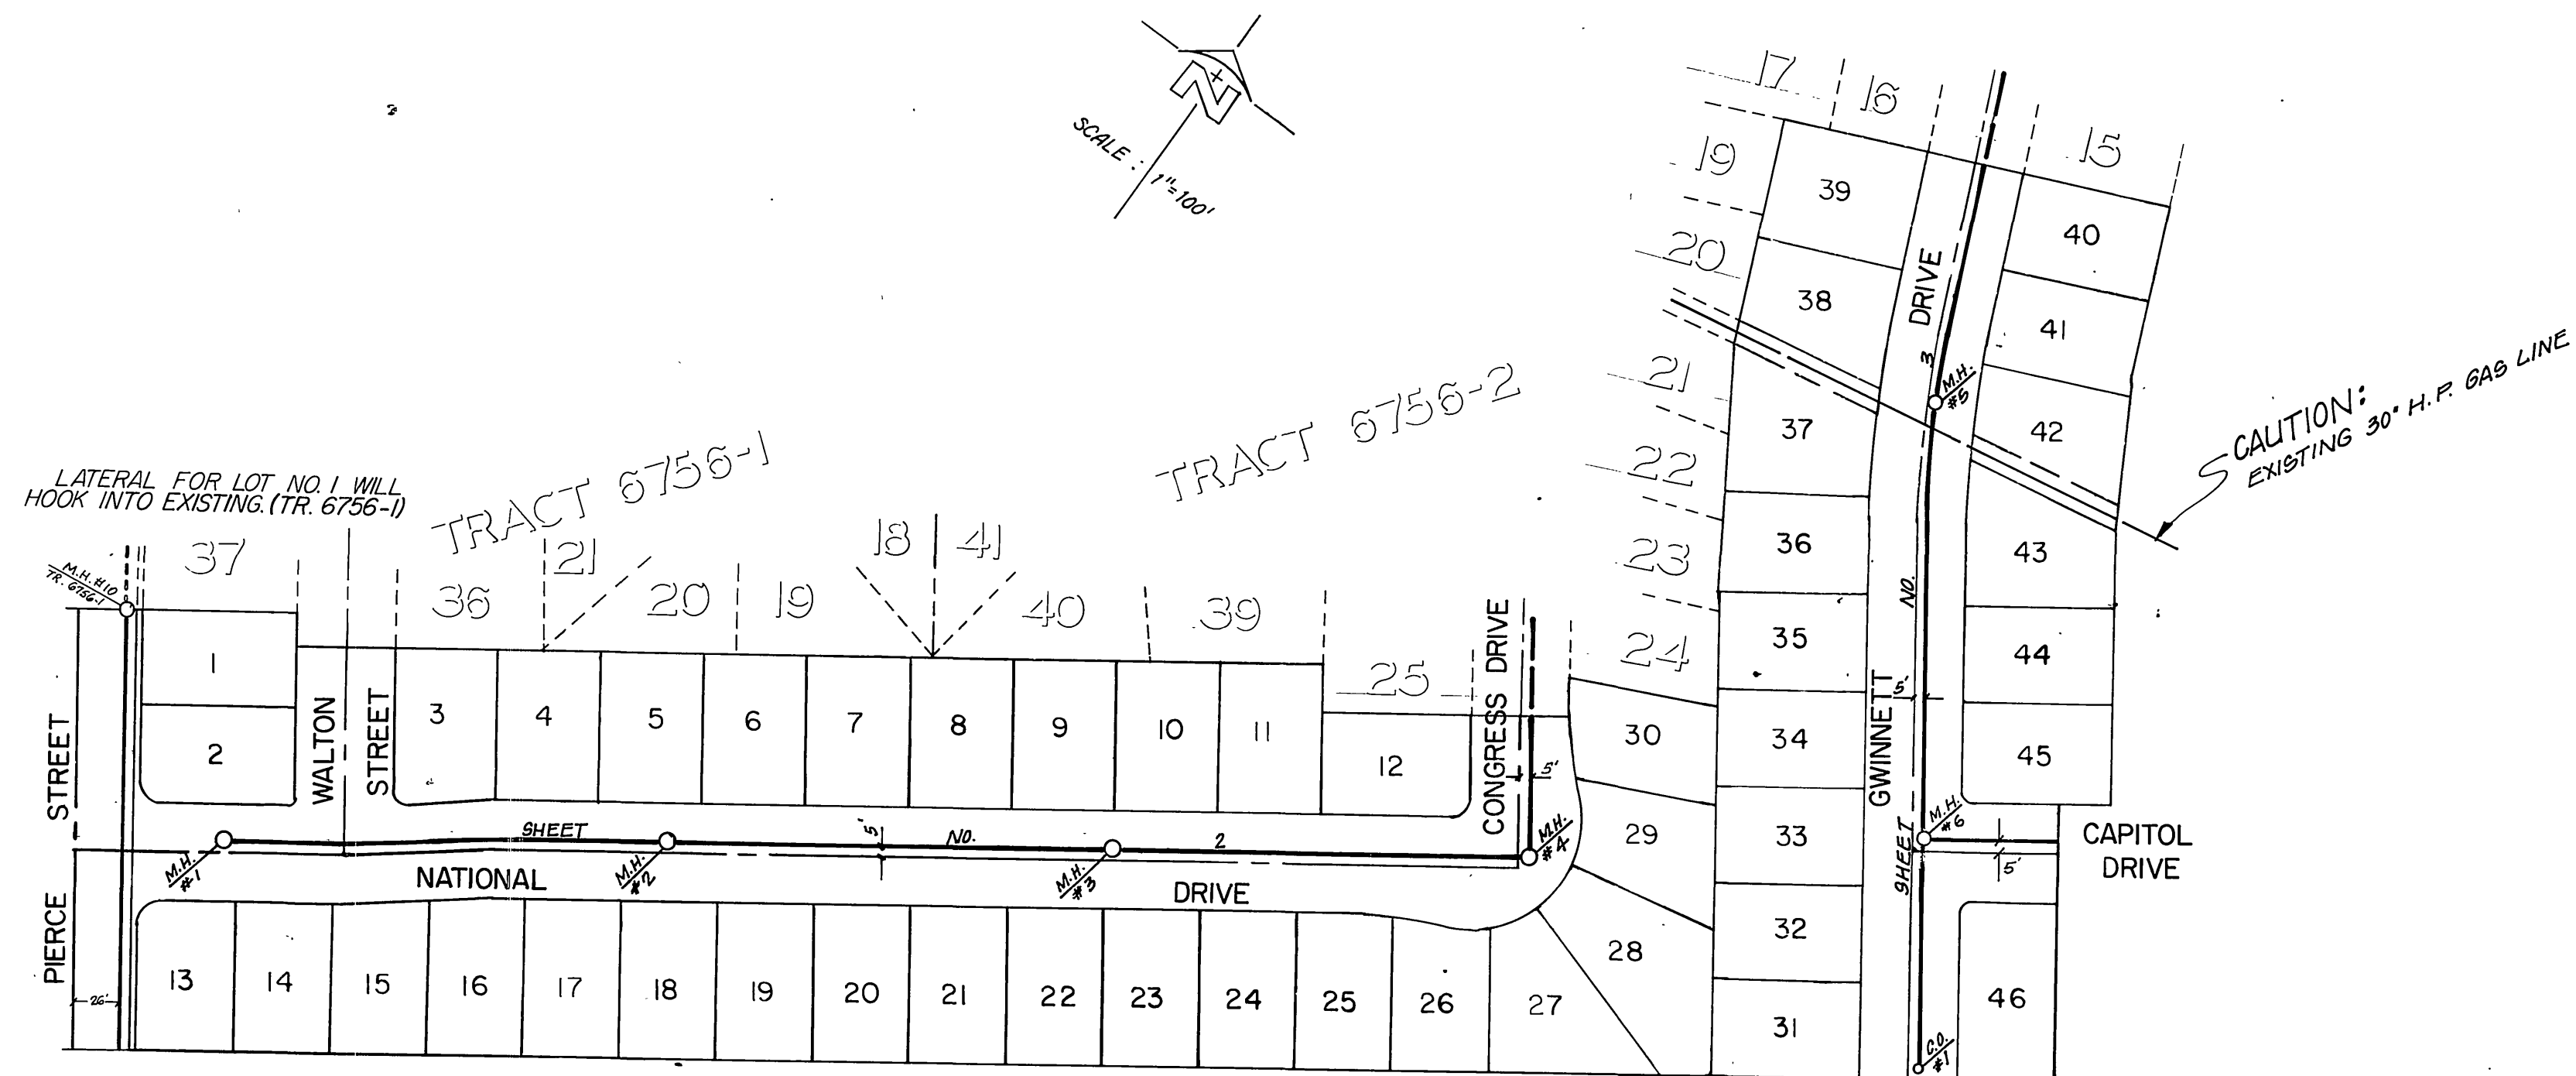 N
SCALE: 1"=100'
17
16
15
19
20
21
22
23
24
39
38
37
36
35
34
33
32
31
40
41
42
43
44
45
46
DRIVE
3
M.H. #5
NO.
GWINNETT
5'
SHEET
M.H. #6
5'
C.O. #1
CAPITOL
DRIVE
CAUTION:
EXISTING 30" H.P. GAS LINE
TRACT 6756-1
TRACT 6756-2
LATERAL FOR LOT NO. 1 WILL
HOOK INTO EXISTING. (TR. 6756-1)
M.H. #10
TR. 6756-1
37
36
21
20
19
18
41
40
39
25
1
2
WALTON
STREET
3
4
5
6
7
8
9
10
11
12
CONGRESS DRIVE
5'
30
29
28
STREET
PIERCE
26'
M.H. #1
SHEET
M.H. #2
5'
NO.
M.H. #3
2
M.H. #4
NATIONAL
DRIVE
13
14
15
16
17
18
19
20
21
22
23
24
25
26
27